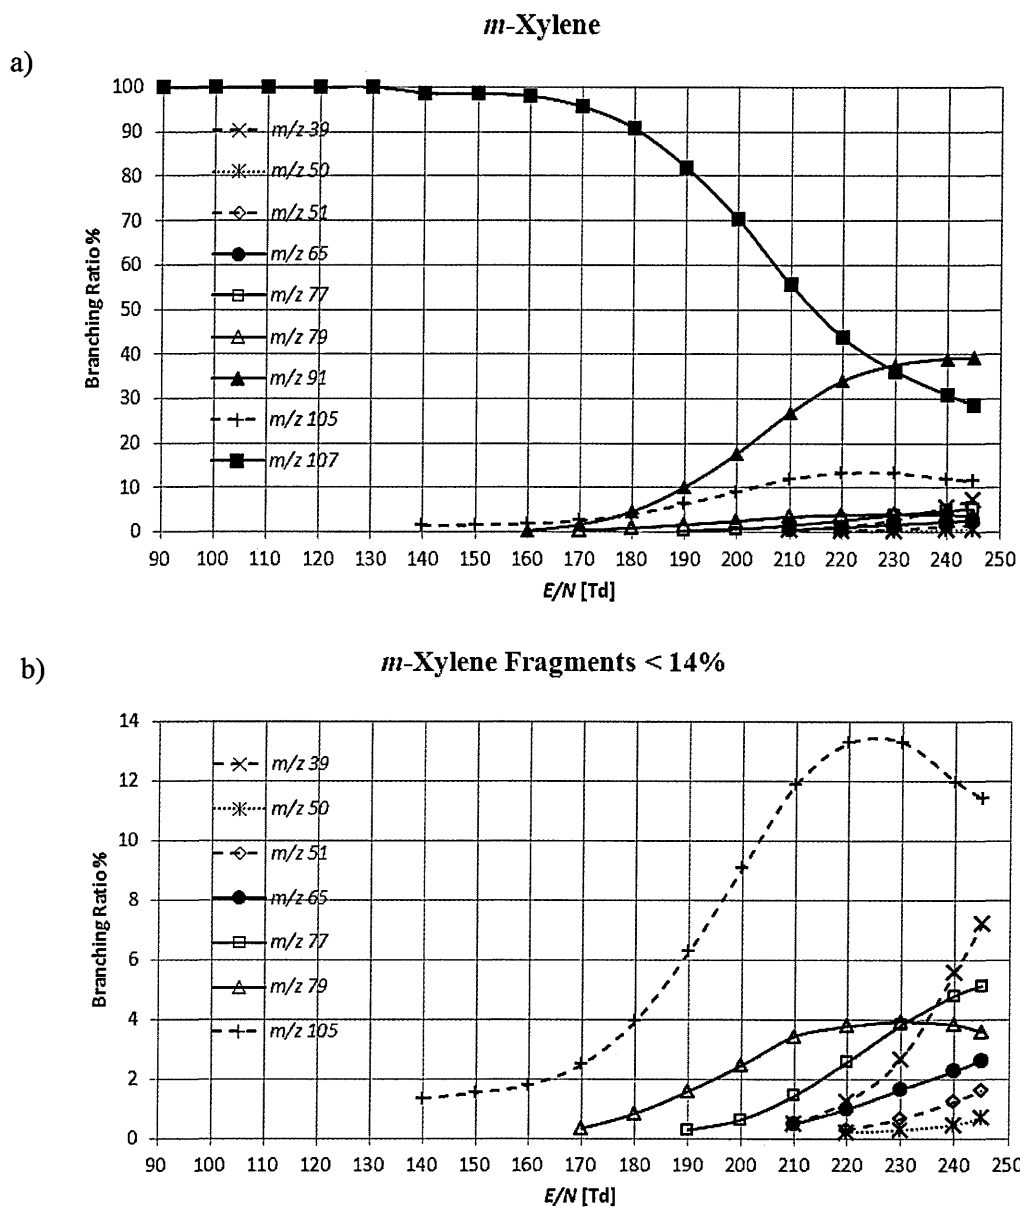 m-Xylene
a)
100
90
80
70
60
50
40
30
20
10
0
Branching Ratio%
m/z 39
m/z 50
m/z 51
m/z 65
m/z 77
m/z 79
m/z 91
m/z 105
m/z 107
90 100 110 120 130 140 150 160 170 180 190 200 210 220 230 240 250
E/N [Td]
b)
m-Xylene Fragments < 14%
14
12
10
8
6
4
2
0
Branching Ratio%
m/z 39
m/z 50
m/z 51
m/z 65
m/z 77
m/z 79
m/z 105
90 100 110 120 130 140 150 160 170 180 190 200 210 220 230 240 250
E/N [Td]